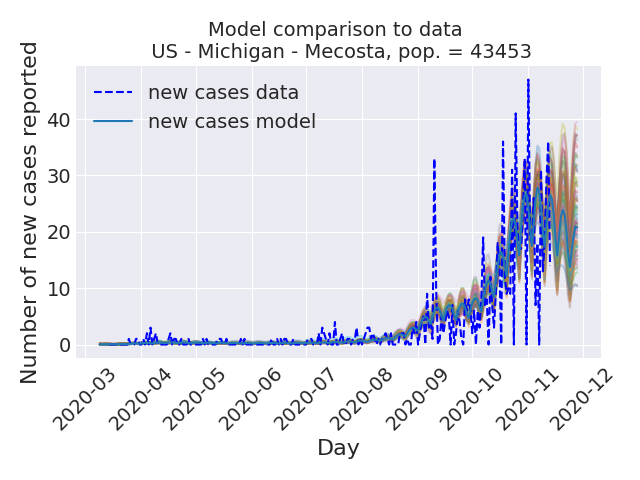 Model comparison to data
US - Michigan - Mecosta, pop. = 43453
Number of new cases reported
new cases data
new cases model
40
30
20
10
0
2020-03
2020-04
2020-05
2020-06
2020-07
2020-08
2020-09
2020-10
2020-11
2020-12
Day